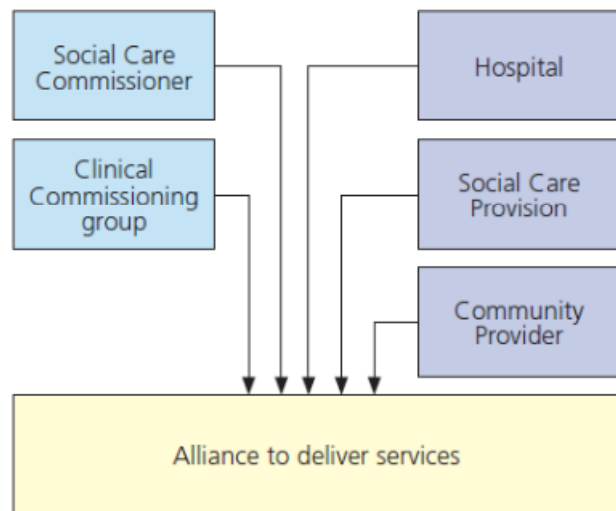 Social Care
Commissioner
Hospital
Clinical
Commissioning
group
Social Care
Provision
Community
Provider
Alliance to deliver services